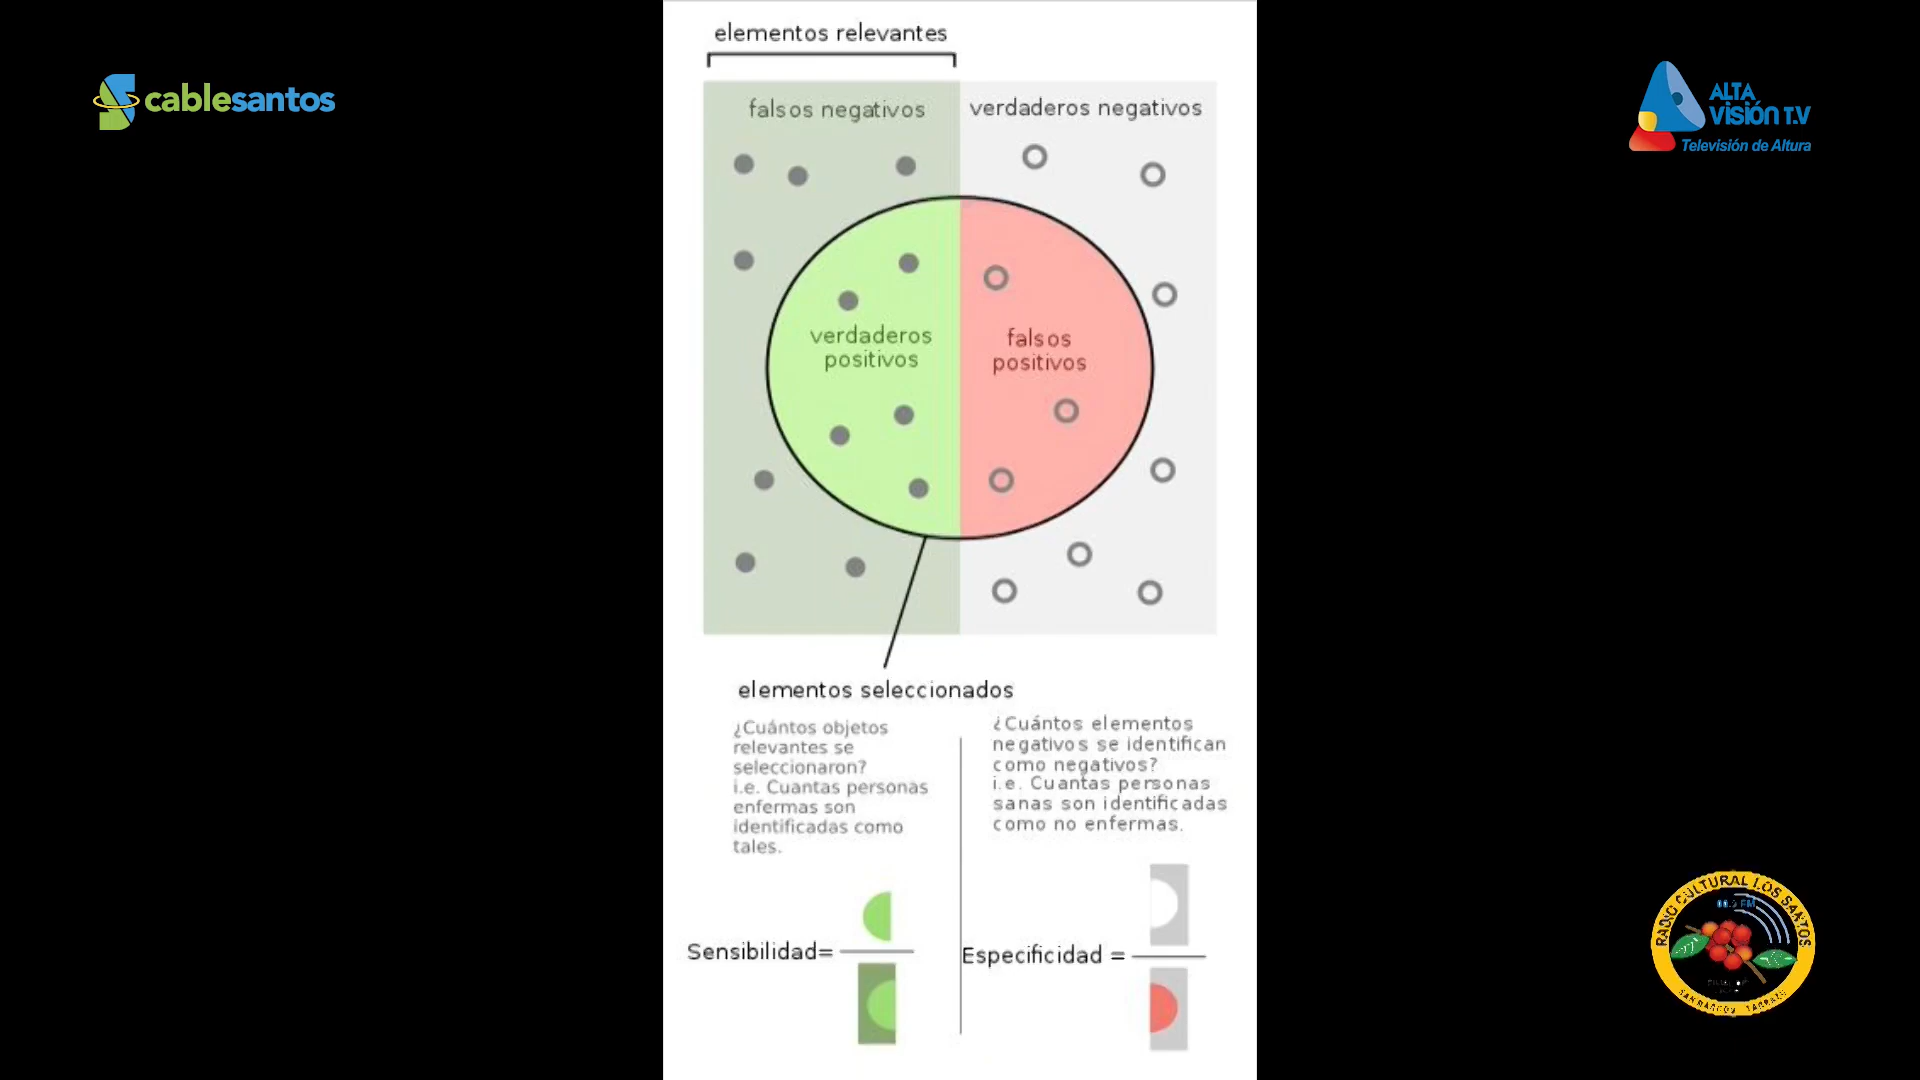 elementos relevantes
cablesantos
ALTA
visión T.V
Televisión de Altura
falsos negativos
verdaderos negativos
verdaderos
positivos
falsos
positivos
elementos seleccionados
¿Cuántos objetos
relevantes se
seleccionaron?
i.e. Cuantas personas
enfermas son
identificadas como
tales.
¿Cuántos elementos
negativos se identifican
como negativos?
i.e. Cuantas personas
sanas son identificadas
como no enfermas.
Sensibilidad=
Especificidad =
RADIO CULTURAL LOS SANTOS